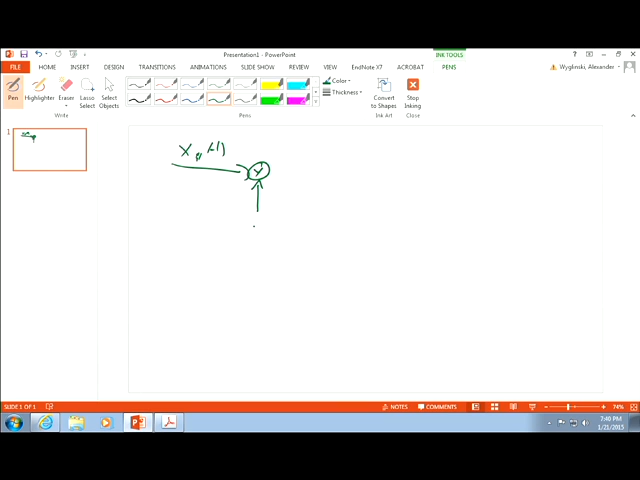 Presentation1 - PowerPoint
INK TOOLS
FILE HOME INSERT DESIGN TRANSITIONS ANIMATIONS SLIDE SHOW REVIEW VIEW EndNote X7 ACROBAT PENS Wyglinski, Alexander
Pen Highlighter Eraser Lasso Select Select Objects
Color
Thickness
Convert to Shapes
Stop Inking
Write Pens Ink Art Close
1
X
SLIDE 1 OF 1 NOTES COMMENTS 74%
7:40 PM
1/21/2015